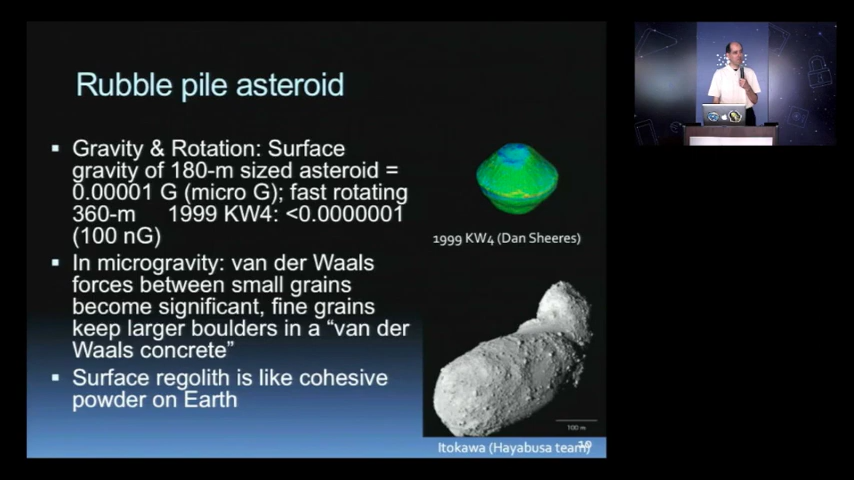 Rubble pile asteroid
▪ Gravity & Rotation: Surface
gravity of 180-m sized asteroid =
0.00001 G (micro G); fast rotating
360-m 1999 KW4: <0.0000001
(100 nG)
▪ In microgravity: van der Waals
forces between small grains
become significant, fine grains
keep larger boulders in a “van der
Waals concrete”
▪ Surface regolith is like cohesive
powder on Earth
1999 KW4 (Dan Sheeres)
100 m
Itokawa (Hayabusa team)
19